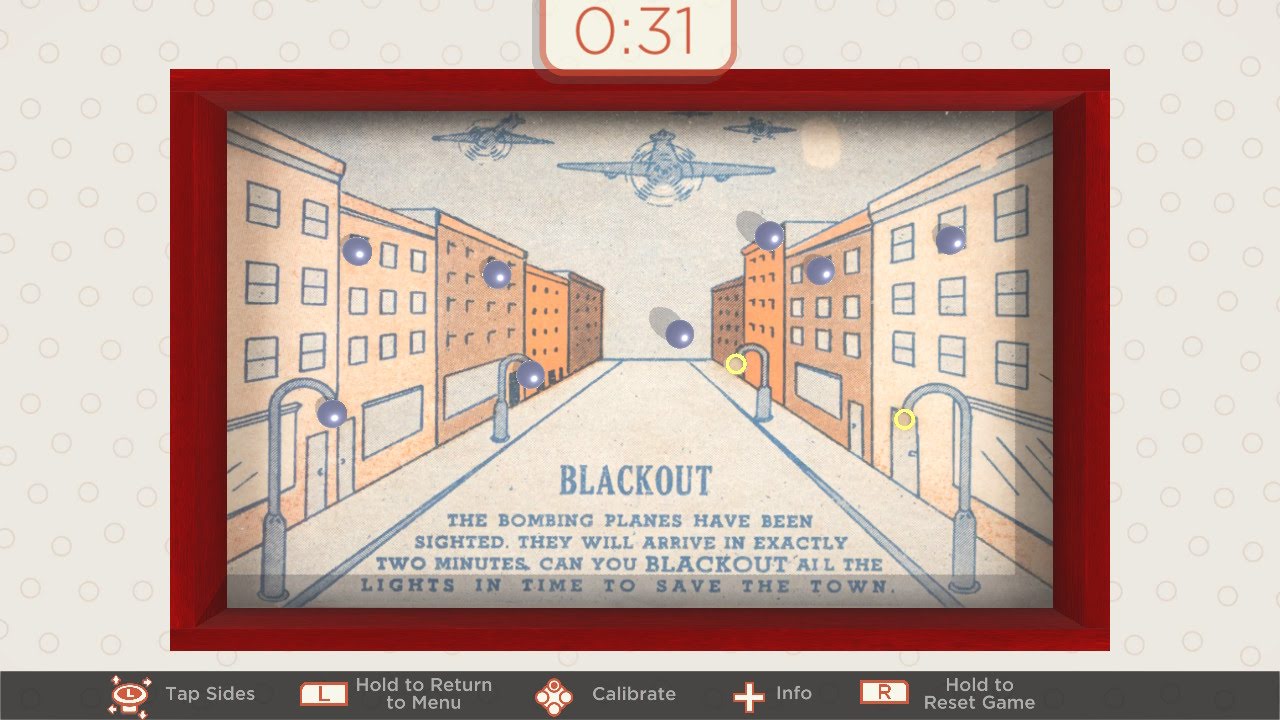 0:31
BLACKOUT
THE BOMBING PLANES HAVE BEEN
SIGHTED. THEY WILL ARRIVE IN EXACTLY
TWO MINUTES. CAN YOU BLACKOUT ALL THE
LIGHTS IN TIME TO SAVE THE TOWN.
L Tap Sides
L Hold to Return
to Menu
Calibrate
Info
R Hold to
Reset Game